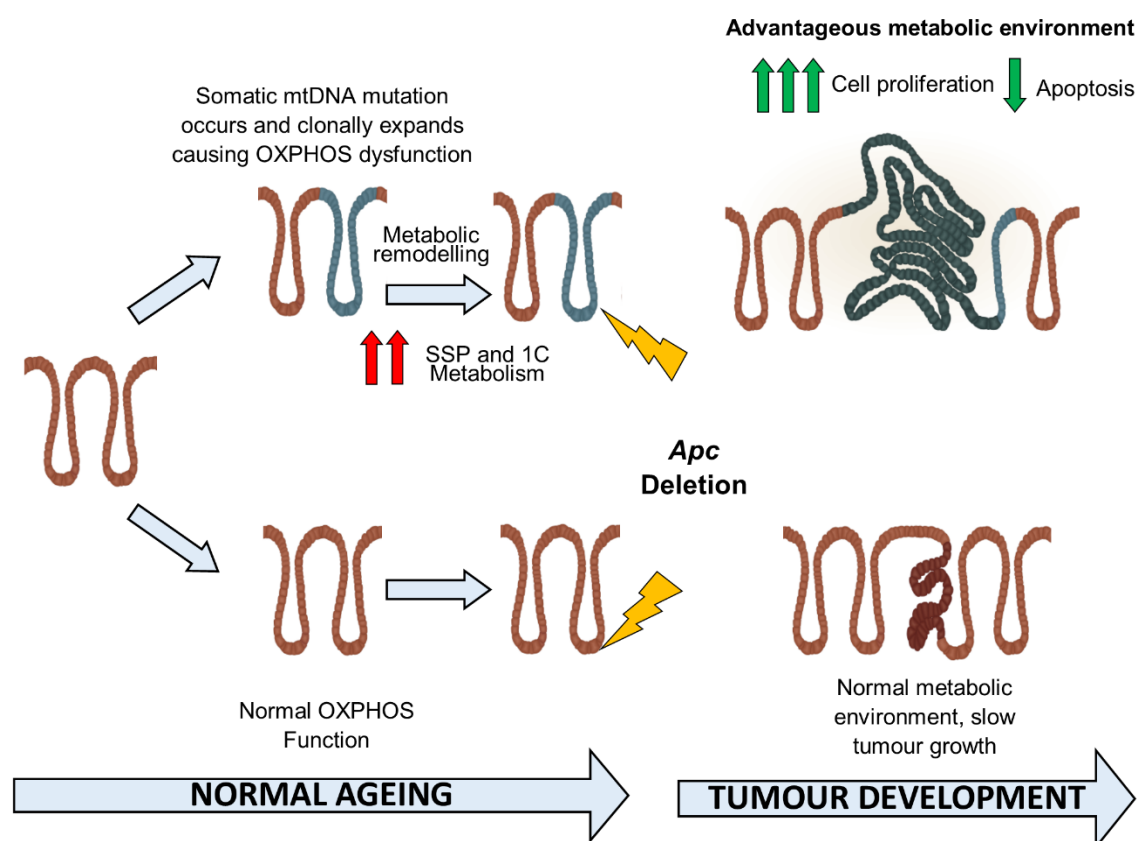 Advantageous metabolic environment
Cell proliferation
Apoptosis
Somatic mtDNA mutation
occurs and clonally expands
causing OXPHOS dysfunction
Metabolic
remodelling
SSP and 1C
Metabolism
Apc
Deletion
Normal OXPHOS
Function
Normal metabolic
environment, slow
tumour growth
NORMAL AGEING
TUMOUR DEVELOPMENT